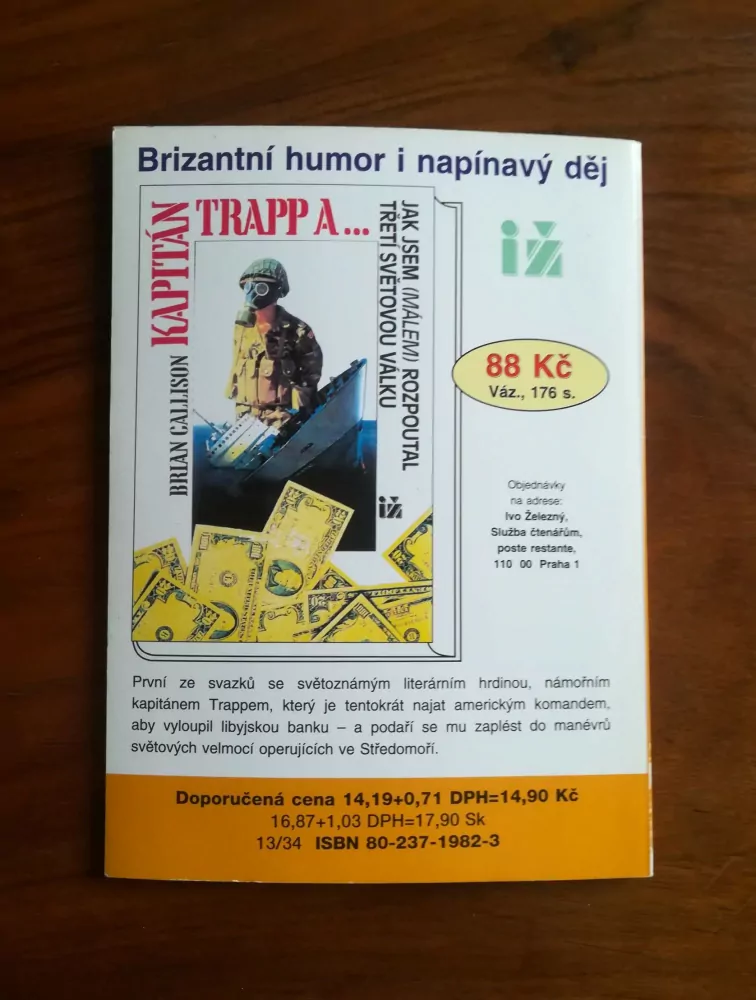 Brizantní humor i napínavý děj
KAPITÁN
TRAPP A...
BRIAN CALLISON
JAK JSEM (MÁLEM) ROZPOUTAL
TŘETÍ SVĚTOVOU VÁLKU
iž
iž
88 Kč
Váz., 176 s.
Objednávky
na adrese:
Ivo Železný,
Služba čtenářům,
poste restante,
110 00 Praha 1
První ze svazků se světoznámým literárním hrdinou, námořním
kapitánem Trappem, který je tentokrát najat americkým komandem,
aby vyloupil libyjskou banku – a podaří se mu zaplést do manévrů
světových velmocí operujících ve Středomoří.
Doporučená cena 14,19+0,71 DPH=14,90 Kč
16,87+1,03 DPH=17,90 Sk
13/34 ISBN 80-237-1982-3